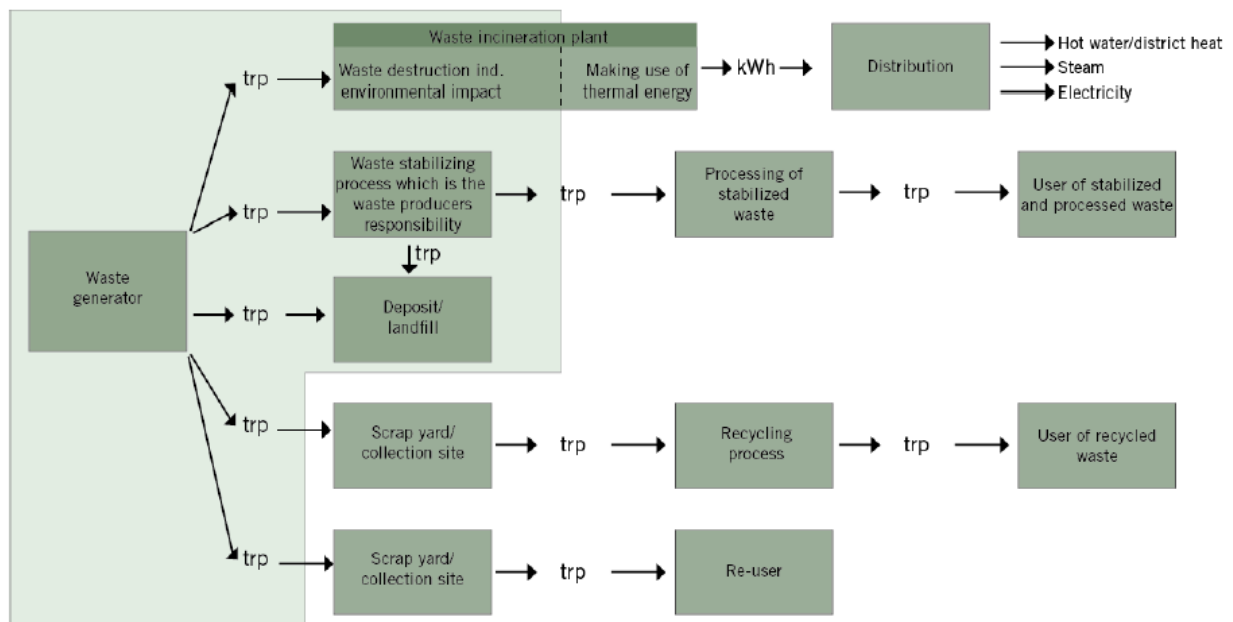 Waste incineration plant
trp
Waste destruction ind.
environmental impact
Making use of
thermal energy
kWh
Distribution
Hot water/district heat
Steam
Electricity
trp
Waste stabilizing
process which is the
waste producers
responsibility
trp
Processing of
stabilized
waste
trp
User of stabilized
and processed waste
trp
Waste
generator
trp
Deposit/
landfill
trp
Scrap yard/
collection site
trp
Recycling
process
trp
User of recycled
waste
trp
Scrap yard/
collection site
trp
Re-user